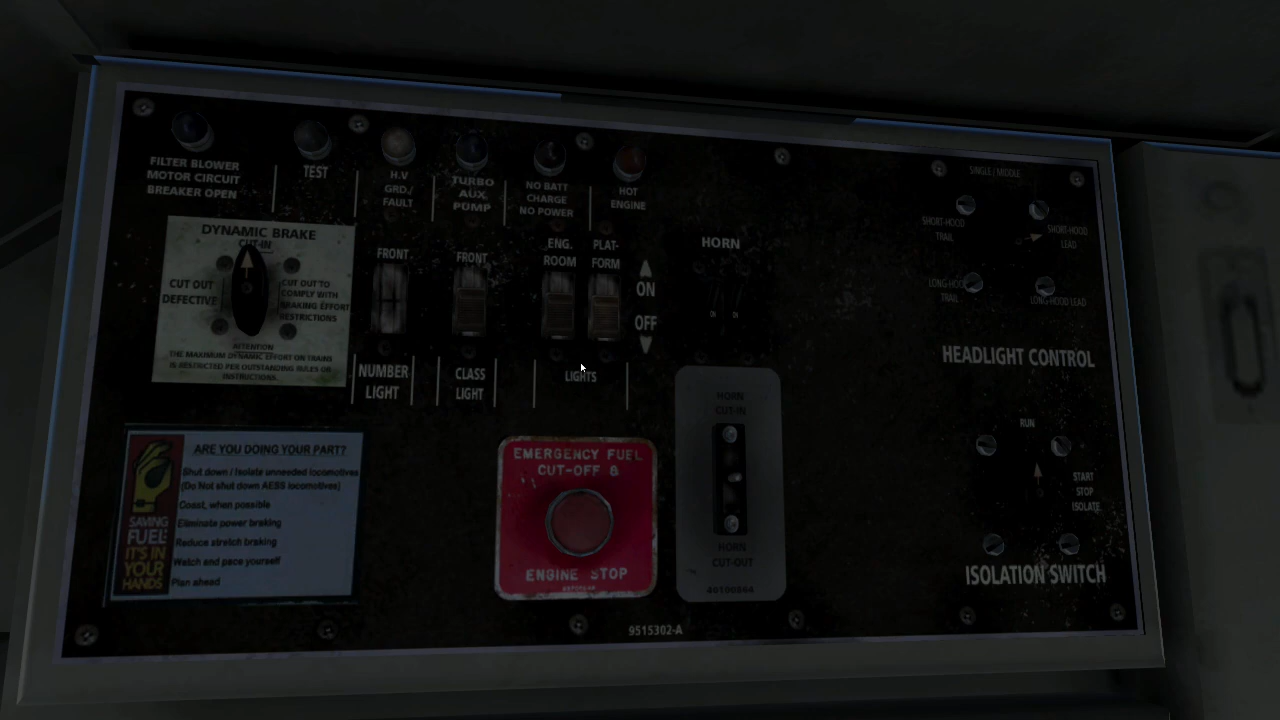 FILTER BLOWER
MOTOR CIRCUIT
BREAKER OPEN
TEST
H.V
GRD./
FAULT
TURBO
AUX.
PUMP
NO BATT
CHARGE
NO POWER
HOT
ENGINE
DYNAMIC BRAKE
CUT-IN
CUT OUT
DEFECTIVE
CUT OUT TO
COMPLY WITH
BRAKING EFFORT
RESTRICTIONS
ATTENTION
THE MAXIMUM DYNAMIC EFFORT ON TRAINS
IS RESTRICTED PER OUTSTANDING RULES OR
INSTRUCTIONS.
FRONT
NUMBER
LIGHT
FRONT
CLASS
LIGHT
ENG.
ROOM
PLAT-
FORM
ON
OFF
LIGHTS
HORN
ON
ON
SINGLE / MIDDLE
SHORT-HOOD
TRAIL
SHORT-HOOD
LEAD
LONG-HOOD
TRAIL
LONG-HOOD LEAD
HEADLIGHT CONTROL
ARE YOU DOING YOUR PART?
Shut down / Isolate unneeded locomotives
(Do Not shut down AESS locomotives)
Coast, when possible
Eliminate power braking
Reduce stretch braking
Watch and pace yourself
Plan ahead
SAVING
FUEL
IT'S IN
YOUR
HANDS
EMERGENCY FUEL
CUT-OFF &
ENGINE STOP
HORN
CUT-IN
HORN
CUT-OUT
40100864
RUN
START
STOP
ISOLATE
ISOLATION SWITCH
9515302-A